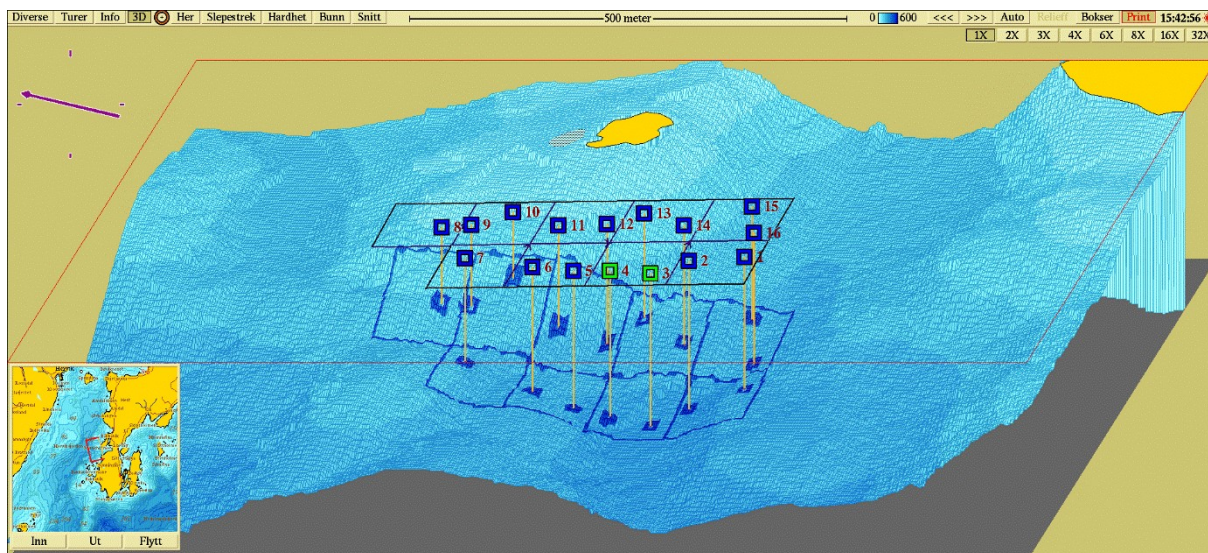 Diverse Turer Info 3D Her Slepestrek Hardhet Bunn Snitt 500 meter 0 600 <<< >>> Auto Relieff Bokser Print 15:42:56
1X 2X 3X 4X 6X 8X 16X 32X
15
10 13
8 9 11 12 14 16
7 6 5 4 3 2 1
Inn Ut Flytt